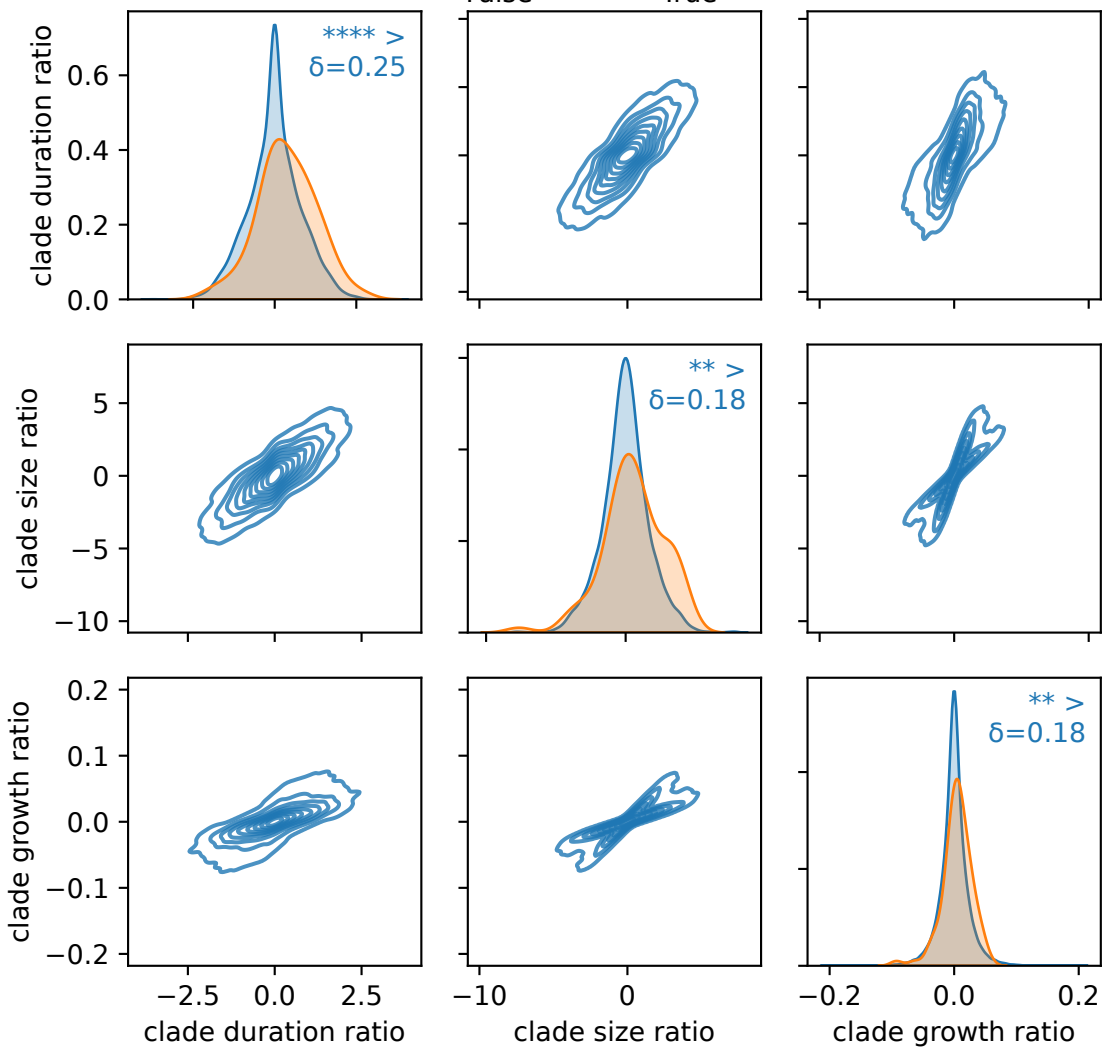 clade duration ratio
0.6
0.4
0.2
0.0
**** >
δ=0.25
clade size ratio
5
0
−5
−10
** >
δ=0.18
clade growth ratio
0.2
0.1
0.0
−0.1
−0.2
** >
δ=0.18
−2.5 0.0 2.5
−10 0
−0.2 0.0 0.2
clade duration ratio
clade size ratio
clade growth ratio